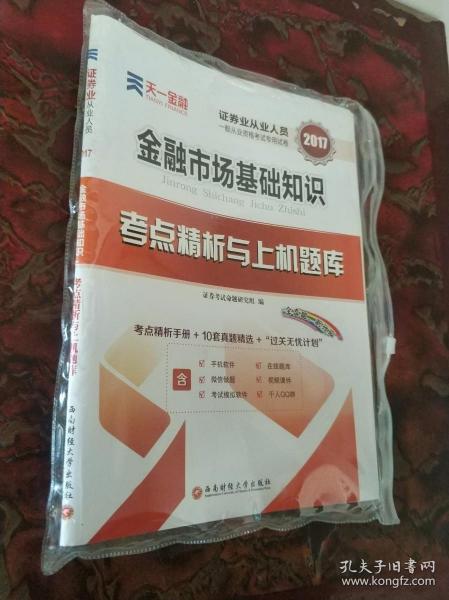 证券业从业人员
2017
金融市场基础知识
考点精析与上机题库
西南财经大学出版社
天一金融
TIANYI FINANCE
证券业从业人员
一般从业资格考试专用试卷
2017
金融市场基础知识
Jinrong Shichang Jichu Zhishi
考点精析与上机题库
证券考试命题研究组 编
考点精析手册 + 10套真题精选 + “过关无忧计划”
含
手机软件
在线题库
微信做题
视频课件
考试模拟软件
千人QQ群
西南财经大学出版社
孔夫子旧书网
www.kongfz.com